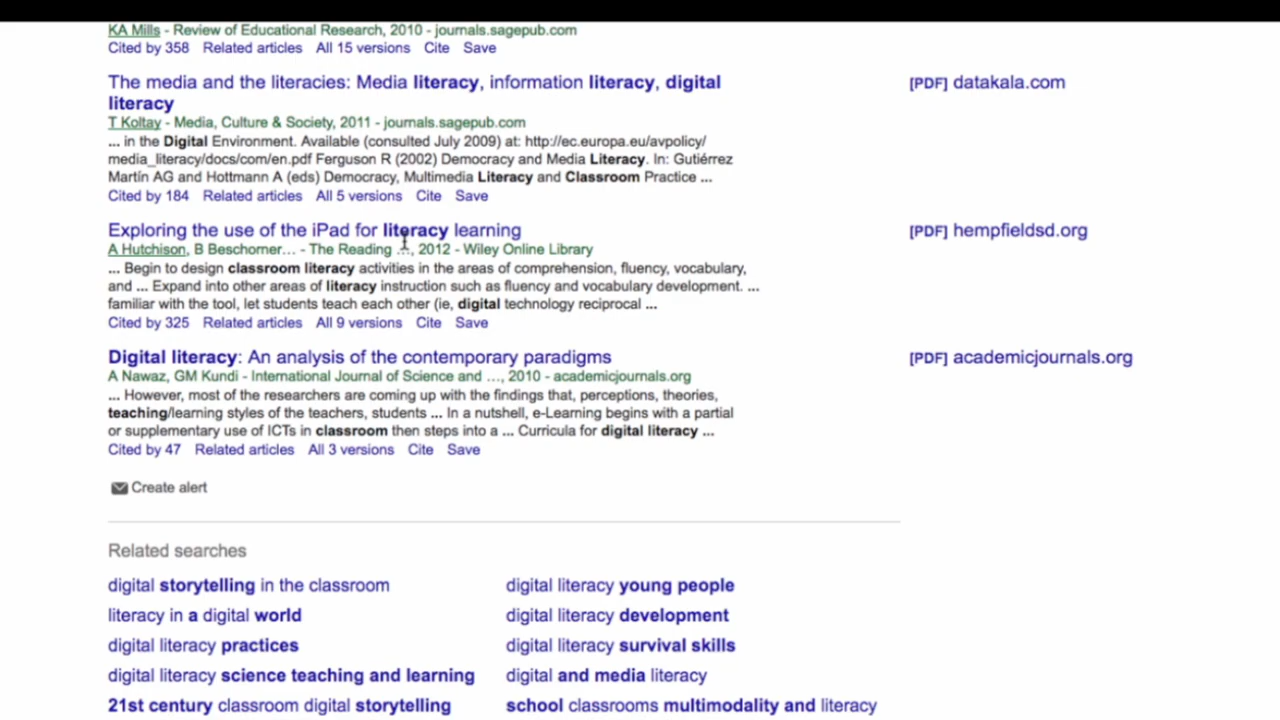 KA Mills - Review of Educational Research, 2010 - journals.sagepub.com
Cited by 358 Related articles All 15 versions Cite Save
The media and the literacies: Media literacy, information literacy, digital
literacy
[PDF] datakala.com
T Koltay - Media, Culture & Society, 2011 - journals.sagepub.com
... in the Digital Environment. Available (consulted July 2009) at: http://ec.europa.eu/avpolicy/
media_literacy/docs/com/en.pdf Ferguson R (2002) Democracy and Media Literacy. In: Gutiérrez
Martín AG and Hottmann A (eds) Democracy, Multimedia Literacy and Classroom Practice ...
Cited by 184 Related articles All 5 versions Cite Save
Exploring the use of the iPad for literacy learning
[PDF] hempfieldsd.org
A Hutchison, B Beschorner... - The Reading ..., 2012 - Wiley Online Library
... Begin to design classroom literacy activities in the areas of comprehension, fluency, vocabulary,
and ... Expand into other areas of literacy instruction such as fluency and vocabulary development. ...
familiar with the tool, let students teach each other (ie, digital technology reciprocal ...
Cited by 325 Related articles All 9 versions Cite Save
Digital literacy: An analysis of the contemporary paradigms
[PDF] academicjournals.org
A Nawaz, GM Kundi - International Journal of Science and ..., 2010 - academicjournals.org
... However, most of the researchers are coming up with the findings that, perceptions, theories,
teaching/learning styles of the teachers, students ... In a nutshell, e-Learning begins with a partial
or supplementary use of ICTs in classroom then steps into a ... Curricula for digital literacy ...
Cited by 47 Related articles All 3 versions Cite Save
Create alert
Related searches
digital storytelling in the classroom
digital literacy young people
literacy in a digital world
digital literacy development
digital literacy practices
digital literacy survival skills
digital literacy science teaching and learning
digital and media literacy
21st century classroom digital storytelling
school classrooms multimodality and literacy